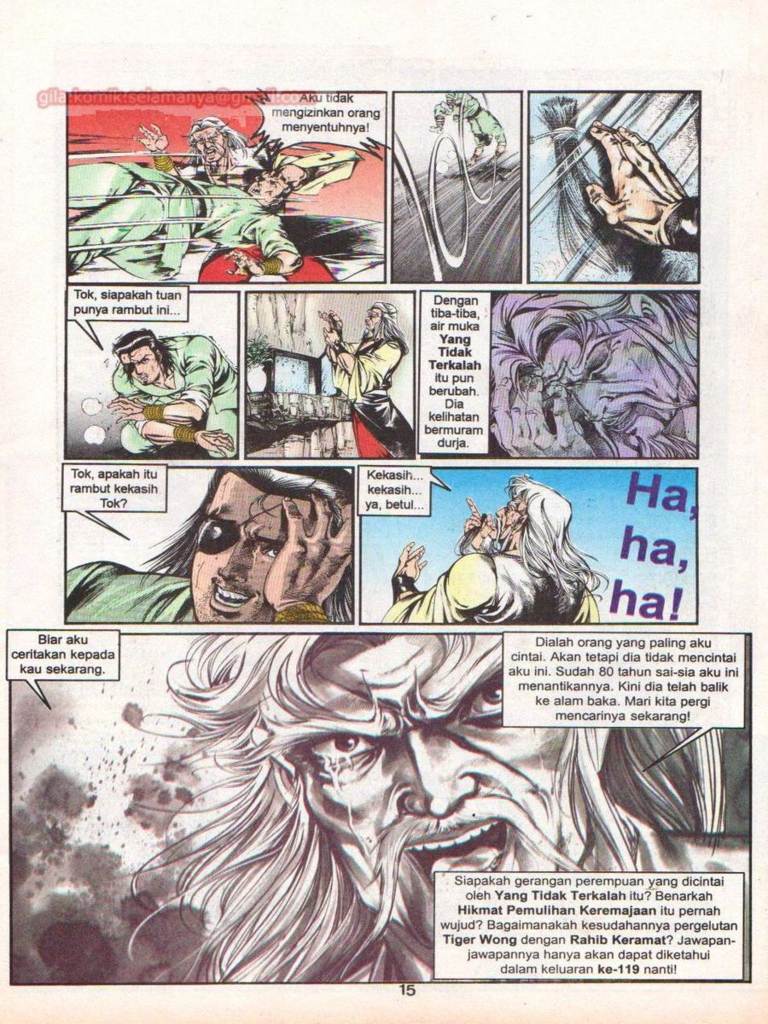 gila.komik.selamanya@gmail.co
Aku tidak
mengizinkan orang
menyentuhnya!
Tok, siapakah tuan
punya rambut ini...
Dengan
tiba-tiba,
air muka
Yang
Tidak
Terkalah
itu pun
berubah.
Dia
kelihatan
bermuram
durja.
Tok, apakah itu
rambut kekasih
Tok?
Kekasih...
kekasih...
ya, betul...
Ha,
ha,
ha!
Biar aku
ceritakan kepada
kau sekarang.
Dialah orang yang paling aku
cintai. Akan tetapi dia tidak mencintai
aku ini. Sudah 80 tahun sai-sia aku ini
menantikannya. Kini dia telah balik
ke alam baka. Mari kita pergi
mencarinya sekarang!
Siapakah gerangan perempuan yang dicintai
oleh Yang Tidak Terkalah itu? Benarkah
Hikmat Pemulihan Keremajaan itu pernah
wujud? Bagaimanakah kesudahannya pergelutan
Tiger Wong dengan Rahib Keramat? Jawapan-
jawapannya hanya akan dapat diketahui
dalam keluaran ke-119 nanti!
15